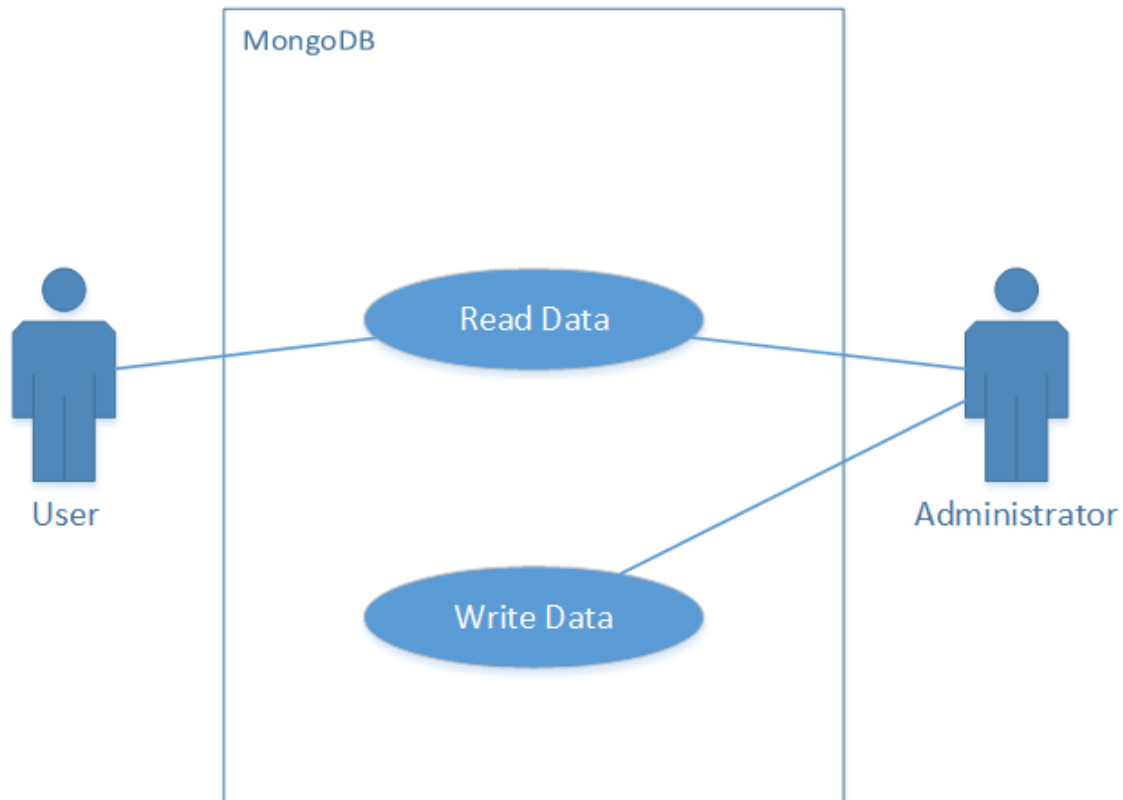 MongoDB
Read Data
User
Administrator
Write Data